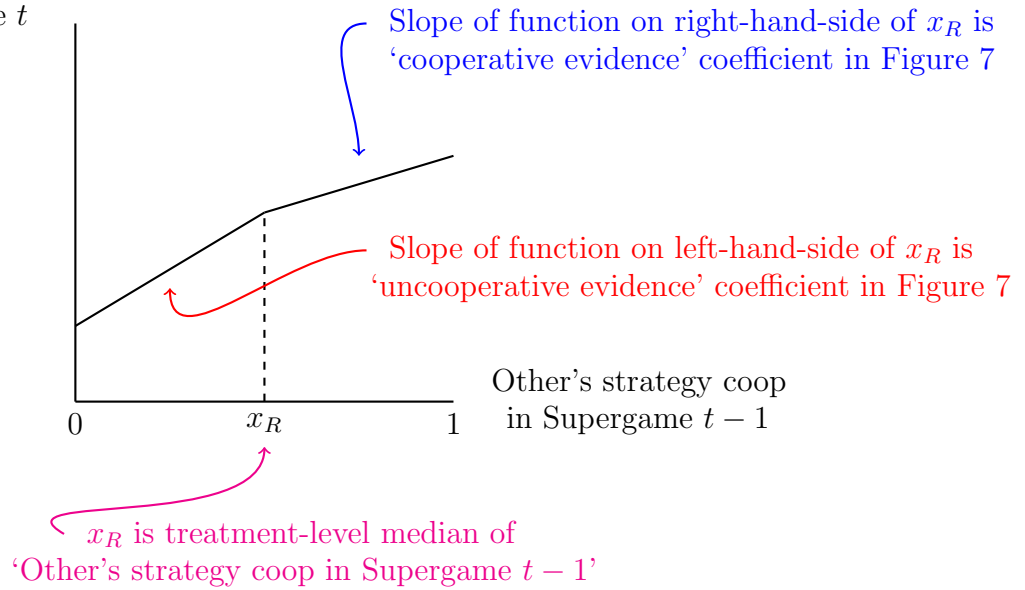 t
Slope of function on right-hand-side of x_R is
‘cooperative evidence’ coefficient in Figure 7
Slope of function on left-hand-side of x_R is
‘uncooperative evidence’ coefficient in Figure 7
Other’s strategy coop
in Supergame t − 1
0
x_R
1
x_R is treatment-level median of
‘Other’s strategy coop in Supergame t − 1’